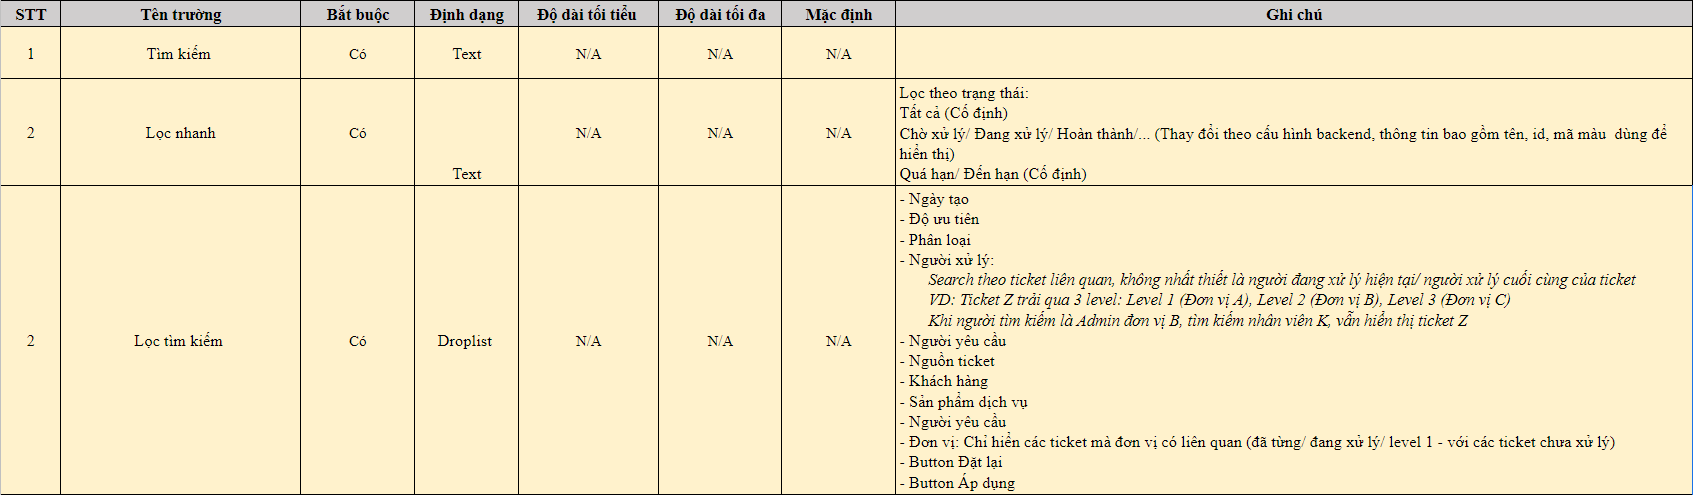 STT Tên trường Bắt buộc Định dạng Độ dài tối tiểu Độ dài tối đa Mặc định Ghi chú
1 Tìm kiếm Có Text N/A N/A N/A
2 Lọc nhanh Có Text N/A N/A N/A
Lọc theo trạng thái:
Tất cả (Cố định)
Chờ xử lý/ Đang xử lý/ Hoàn thành/... (Thay đổi theo cấu hình backend, thông tin bao gồm tên, id, mã màu dùng để
hiển thị)
Quá hạn/ Đến hạn (Cố định)
2 Lọc tìm kiếm Có Droplist N/A N/A N/A
- Ngày tạo
- Độ ưu tiên
- Phân loại
- Người xử lý:
Search theo ticket liên quan, không nhất thiết là người đang xử lý hiện tại/ người xử lý cuối cùng của ticket
VD: Ticket Z trải qua 3 level: Level 1 (Đơn vị A), Level 2 (Đơn vị B), Level 3 (Đơn vị C)
Khi người tìm kiếm là Admin đơn vị B, tìm kiếm nhân viên K, vẫn hiển thị ticket Z
- Người yêu cầu
- Nguồn ticket
- Khách hàng
- Sản phẩm dịch vụ
- Người yêu cầu
- Đơn vị: Chỉ hiển các ticket mà đơn vị có liên quan (đã từng/ đang xử lý/ level 1 - với các ticket chưa xử lý)
- Button Đặt lại
- Button Áp dụng